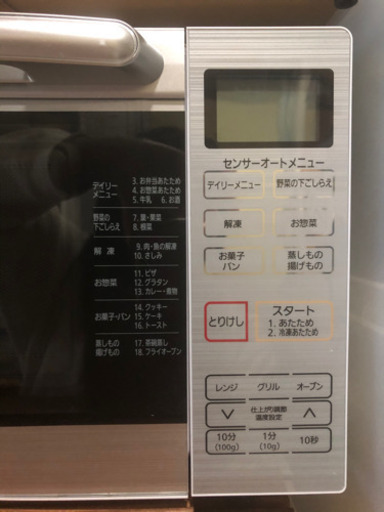 センサーオートメニュー
デイリーメニュー
野菜の下ごしらえ
解凍
お惣菜
お菓子
パン
蒸しもの
揚げもの
とりけし
スタート
1. あたため
2. 冷凍あたため
レンジ
グリル
オーブン
仕上がり調節
温度設定
10分
(100g)
1分
(10g)
10秒
デイリー
メニュー
3. お弁当あたため
4. お惣菜あたため
5. 牛乳 6. お酒
野菜の
下ごしらえ
7. 葉・果菜
8. 根菜
解 凍
9. 肉・魚の解凍
10. さしみ
お惣菜
11. ピザ
12. グラタン
13. カレー・煮物
お菓子・パン
14. クッキー
15. ケーキ
16. トースト
蒸しもの
揚げもの
17. 茶碗蒸し
18. フライオーブン